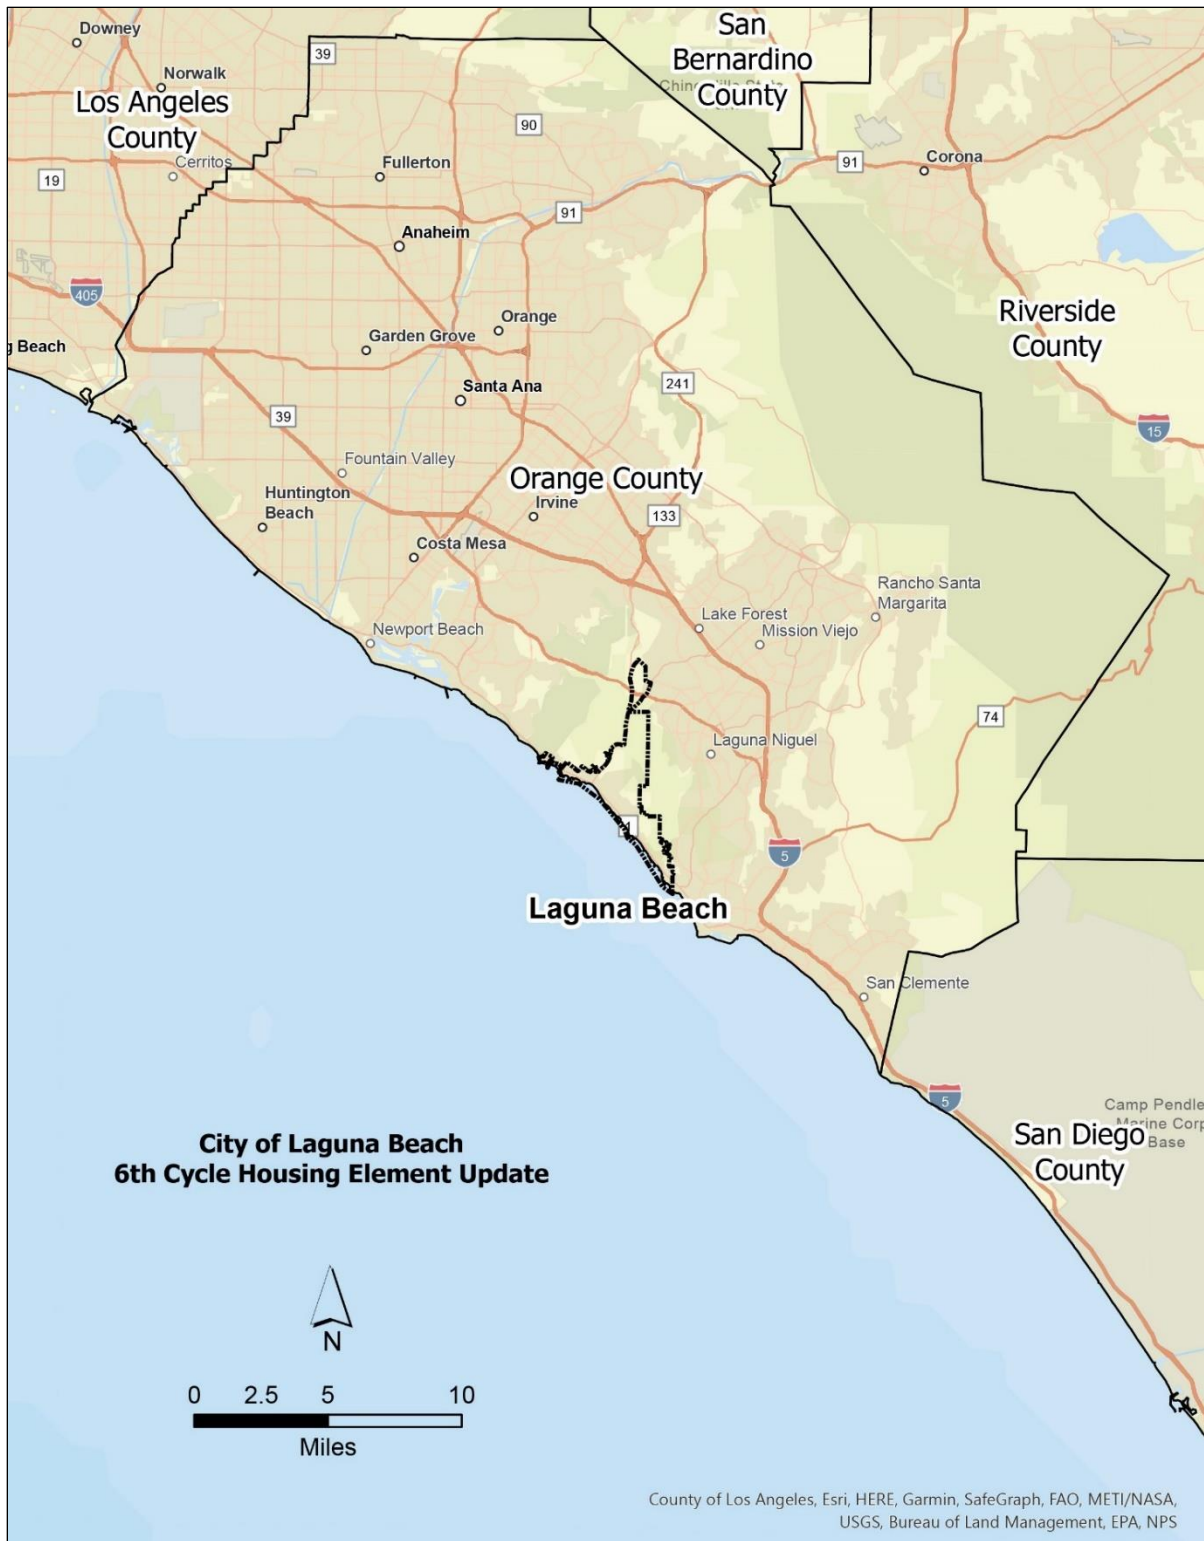 Downey
39
San
Bernardino
County
Norwalk
Los Angeles
County
90
Cerritos
Fullerton
91
Corona
19
91
Anaheim
405
Orange
Riverside
County
Garden Grove
Beach
241
Santa Ana
39
15
Fountain Valley
Orange County
Huntington
Beach
Irvine
133
Costa Mesa
Rancho Santa
Margarita
Lake Forest
Newport Beach
Mission Viejo
74
Laguna Niguel
1
5
Laguna Beach
San Clemente
5
Camp Pendle
Marine Corp
Base
San Diego
County
City of Laguna Beach
6th Cycle Housing Element Update
N
0 2.5 5 10
Miles
County of Los Angeles, Esri, HERE, Garmin, SafeGraph, FAO, METI/NASA,
USGS, Bureau of Land Management, EPA, NPS